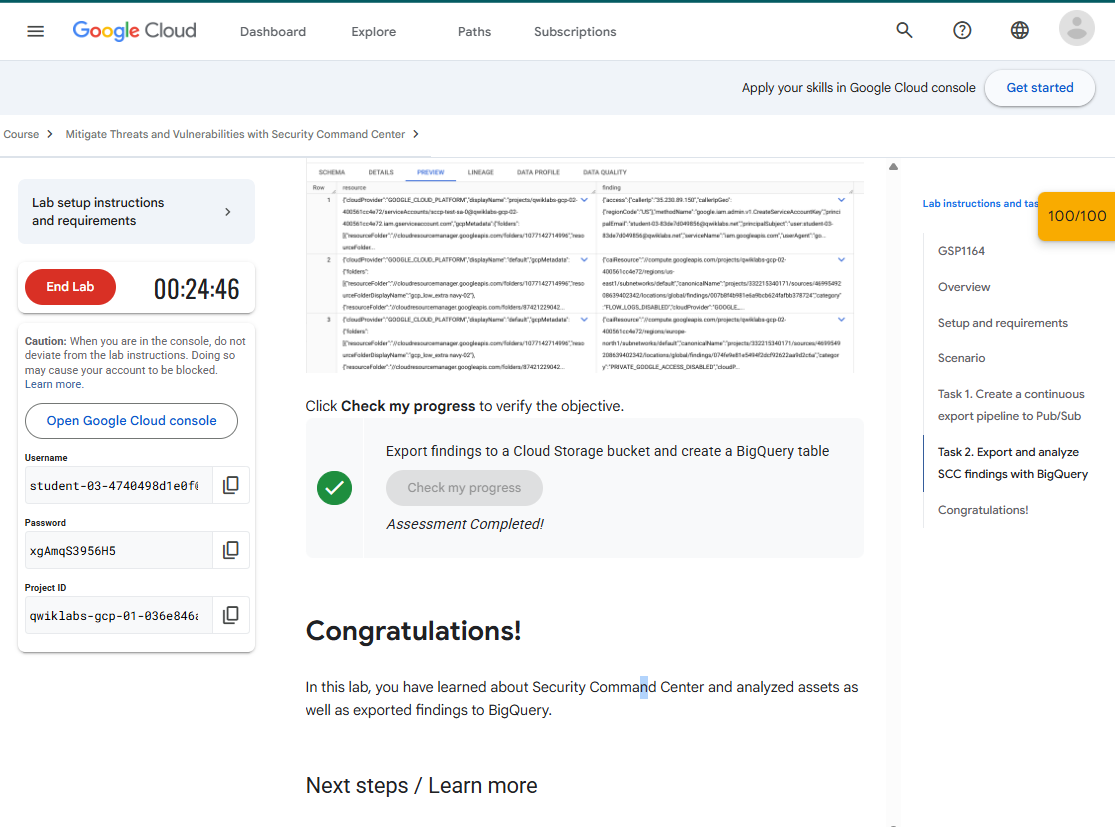 Google Cloud
Dashboard
Explore
Paths
Subscriptions
Apply your skills in Google Cloud console
Get started
Course
Mitigate Threats and Vulnerabilities with Security Command Center
Lab setup instructions
and requirements
End Lab
00:24:46
Caution: When you are in the console, do not
deviate from the lab instructions. Doing so
may cause your account to be blocked.
Learn more.
Open Google Cloud console
Username
student-03-4740498d1e0f
Password
xgAmqS3956H5
Project ID
qwiklabs-gcp-01-036e846a
SCHEMA
DETAILS
PREVIEW
LINEAGE
DATA PROFILE
DATA QUALITY
Row
resource
finding
1
{"cloudProvider":"GOOGLE_CLOUD_PLATFORM","displayName":"projects/qwiklabs-gcp-02-
400561cc4e72/serviceAccounts/sccp-test-sa-0@qwiklabs-gcp-02-
400561cc4e72.iam.gserviceaccount.com","gcpMetadata":{"folders":
[{"resourceFolder":"//cloudresourcemanager.googleapis.com/folders/1077142714996","reso
urceFolder...
{"access":{"callerIp":"35.230.89.150","callerIpGeo":
{"regionCode":"US"},"methodName":"google.iam.admin.v1.CreateServiceAccountKey","princi
palEmail":"student-03-83de7d049856@qwiklabs.net","principalSubject":"user:student-03-
83de7d049856@qwiklabs.net","serviceName":"iam.googleapis.com","userAgent":"go...
2
{"cloudProvider":"GOOGLE_CLOUD_PLATFORM","displayName":"default","gcpMetadata":
{"folders":
[{"resourceFolder":"//cloudresourcemanager.googleapis.com/folders/1077142714996","reso
urceFolderDisplayName":"gcp_low_extra-navy-02"},
{"resourceFolder":"//cloudresourcemanager.googleapis.com/folders/87421229042...
{"caiResource":"//compute.googleapis.com/projects/qwiklabs-gcp-02-
400561cc4e72/regions/us-
east1/subnetworks/default","canonicalName":"projects/332215340171/sources/46995492
08639402342/locations/global/findings/007b8f4b981e6a9bcb624fafbb378724","category"
:"FLOW_LOGS_DISABLED","cloudProvider":"GOOGLE_...
3
{"cloudProvider":"GOOGLE_CLOUD_PLATFORM","displayName":"default","gcpMetadata":
{"folders":
[{"resourceFolder":"//cloudresourcemanager.googleapis.com/folders/1077142714996","reso
urceFolderDisplayName":"gcp_low_extra-navy-02"},
{"resourceFolder":"//cloudresourcemanager.googleapis.com/folders/87421229042...
{"caiResource":"//compute.googleapis.com/projects/qwiklabs-gcp-02-
400561cc4e72/regions/europe-
north1/subnetworks/default","canonicalName":"projects/332215340171/sources/4699549
208639402342/locations/global/findings/074fe9e81e5494f2dcf92622aa9d2c6a","categor
y":"PRIVATE_GOOGLE_ACCESS_DISABLED","cloudP...
Click Check my progress to verify the objective.
Export findings to a Cloud Storage bucket and create a BigQuery table
Check my progress
Assessment Completed!
Congratulations!
In this lab, you have learned about Security Command Center and analyzed assets as
well as exported findings to BigQuery.
Next steps / Learn more
Lab instructions and tas
100/100
GSP1164
Overview
Setup and requirements
Scenario
Task 1. Create a continuous
export pipeline to Pub/Sub
Task 2. Export and analyze
SCC findings with BigQuery
Congratulations!